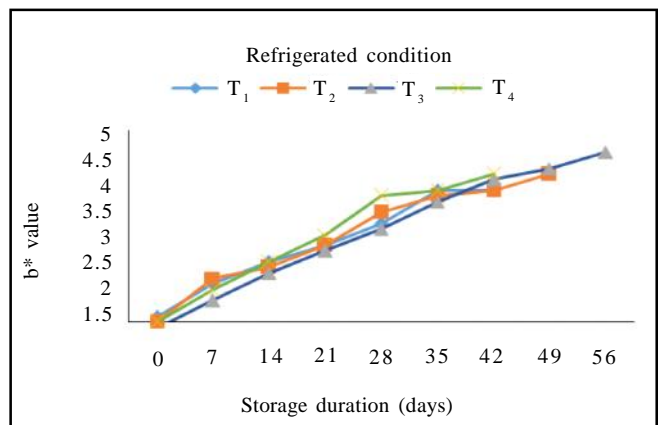 Refrigerated condition
T1 T2 T3 T4
5
4.5
4
3.5
3
2.5
2
1.5
b* value
0 7 14 21 28 35 42 49 56
Storage duration (days)